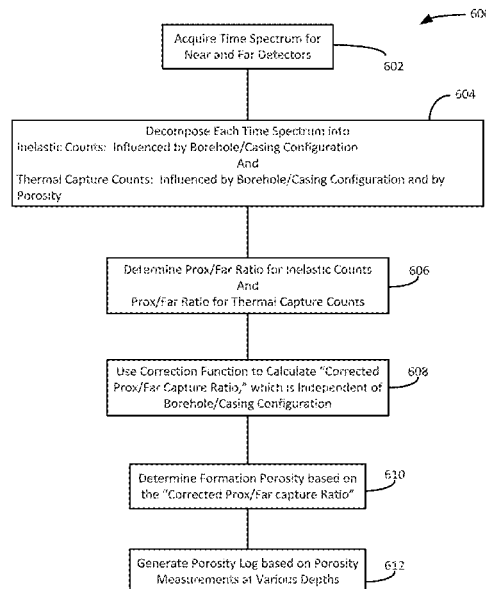 600
Acquire Time Spectrum for
Near and Far Detectors
602
604
Decompose Each Time Spectrum into
Inelastic Counts: Influenced by Borehole/Casing Configuration
And
Thermal Capture Counts: Influenced by Borehole/Casing Configuration and by
Porosity
Determine Prox/Far Ratio for Inelastic Counts
And
Prox/Far Ratio for Thermal Capture Counts
606
Use Correction Function to Calculate “Corrected
Prox/Far Capture Ratio,” which is Independent of
Borehole/Casing Configuration
608
Determine Formation Porosity based on
the “Corrected Prox/Far capture Ratio”
610
Generate Porosity Log based on Porosity
Measurements at Various Depths
612